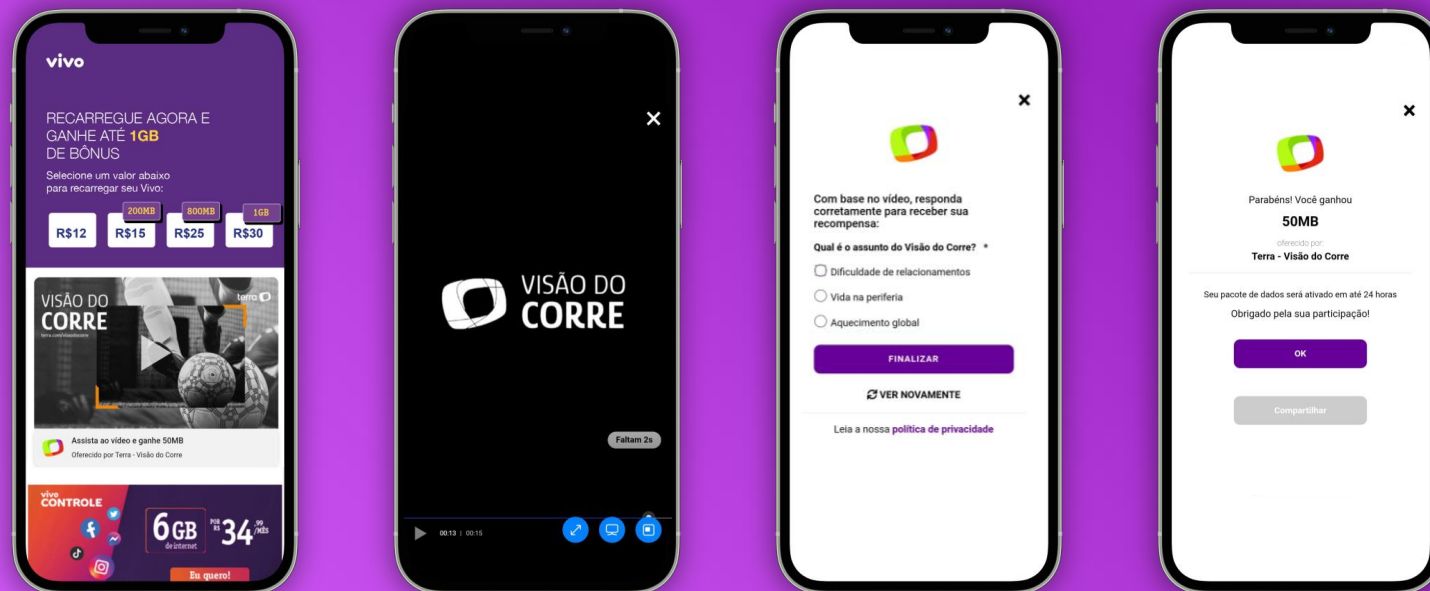 vivo
RECARREGUE AGORA E
GANHE ATÉ 1GB
DE BÔNUS
Selecione um valor abaixo
para recarregar seu Vivo:
200MB
800MB
1GB
R$12
R$15
R$25
R$30
VISÃO DO
CORRE
terra.com/visaodocorre
terra
Assista ao vídeo e ganhe 50MB
Oferecido por Terra - Visão do Corre
vivo
CONTROLE
6GB
de internet
POR
R$
34,99
/MÊS
Eu quero!
VISÃO DO
CORRE
Faltam 2s
00:13 | 00:15
Com base no vídeo, responda
corretamente para receber sua
recompensa:
Qual é o assunto do Visão do Corre? *
Dificuldade de relacionamentos
Vida na periferia
Aquecimento global
FINALIZAR
VER NOVAMENTE
Leia a nossa política de privacidade
Parabéns! Você ganhou
50MB
oferecido por:
Terra - Visão do Corre
Seu pacote de dados será ativado em até 24 horas
Obrigado pela sua participação!
OK
Compartilhar